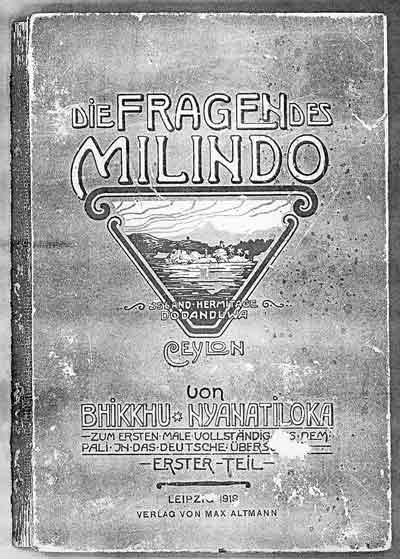 DIE FRAGEN DES
MILINDO
ISLAND-HERMITAGE
DODANDUWA
CEYLON
von
BHIKKHU NYANATILOKA
ZUM ERSTEN MALE VOLLSTÄNDIG DEM
PALI IN DAS DEUTSCHE
ERSTER-TEIL
LEIPZIG 1919
VERLAG VON MAX ALTMANN